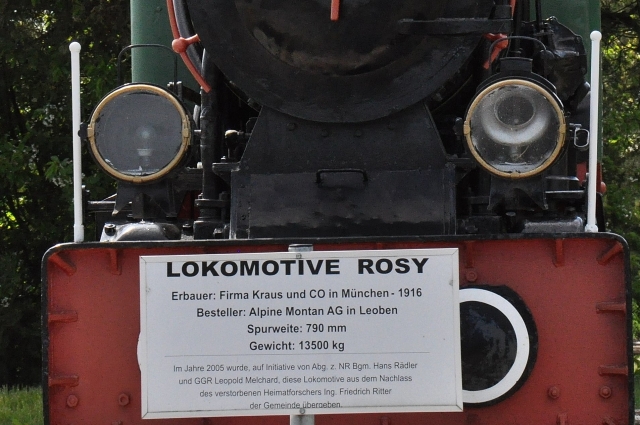 LOKOMOTIVE ROSY
Erbauer: Firma Kraus und CO in München - 1916
Besteller: Alpine Montan AG in Leoben
Spurweite: 790 mm
Gewicht: 13500 kg
Im Jahre 2005 wurde, auf Initiative von Abg. z. NR Bgm. Hans Rädler
und GGR Leopold Melchard, diese Lokomotive aus dem Nachlass
des verstorbenen Heimatforschers Ing. Friedrich Ritter
der Gemeinde übergeben.